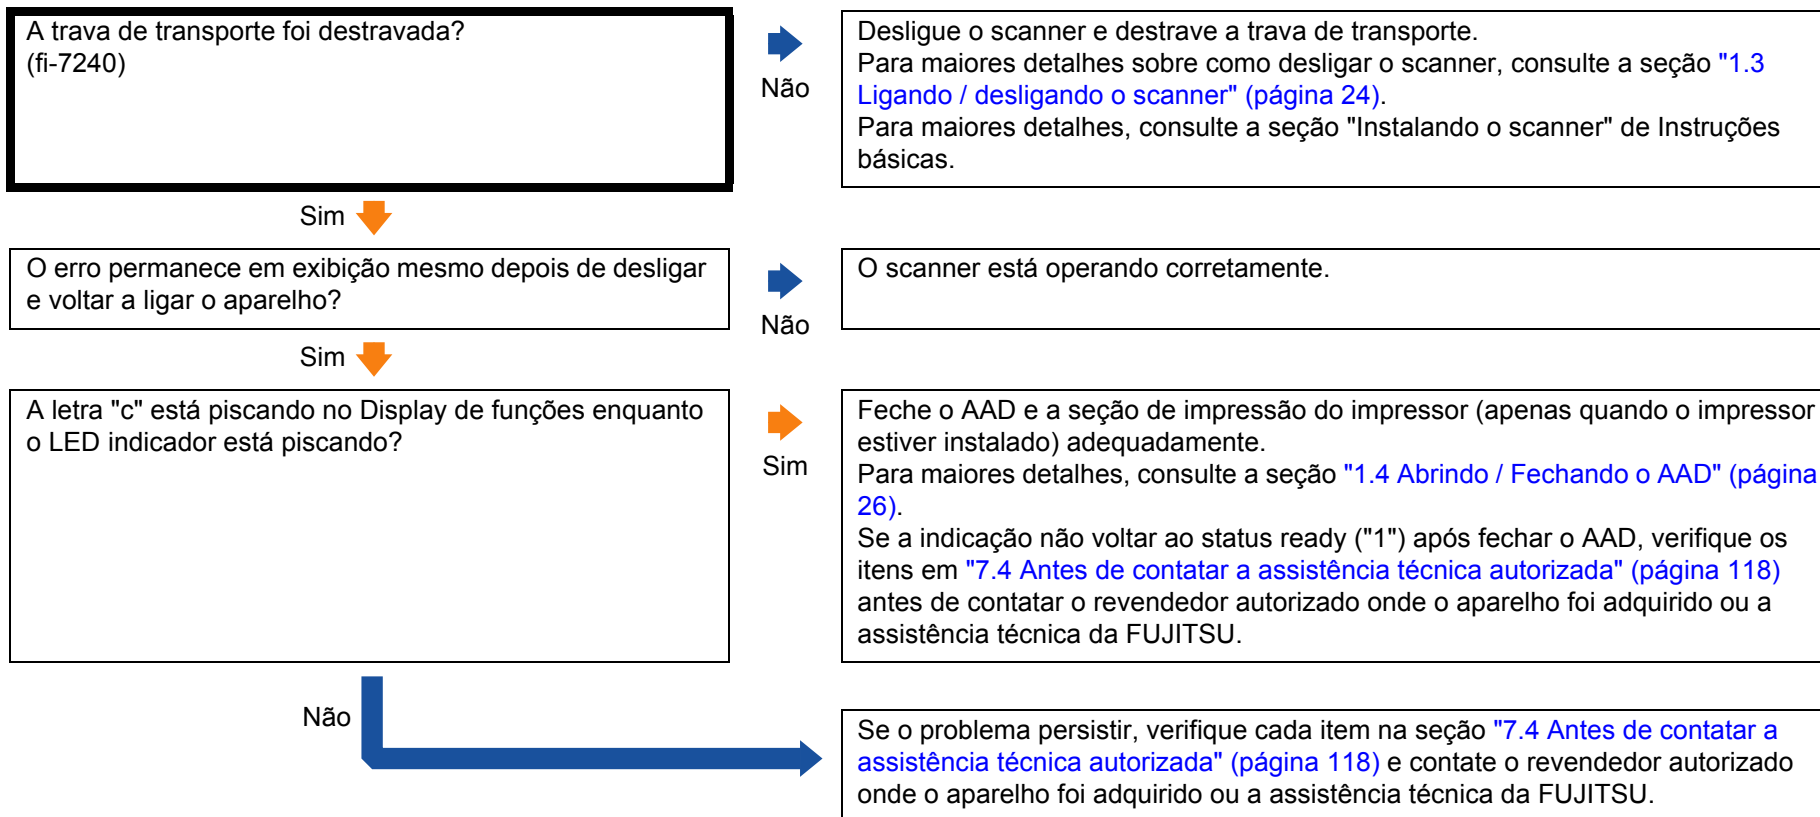 A trava de transporte foi destravada?
(fi-7240)
Não
Desligue o scanner e destrave a trava de transporte.
Para maiores detalhes sobre como desligar o scanner, consulte a seção "1.3
Ligando / desligando o scanner" (página 24).
Para maiores detalhes, consulte a seção "Instalando o scanner" de Instruções
básicas.
Sim
O erro permanece em exibição mesmo depois de desligar
e voltar a ligar o aparelho?
Não
O scanner está operando corretamente.
Sim
A letra "c" está piscando no Display de funções enquanto
o LED indicador está piscando?
Sim
Feche o AAD e a seção de impressão do impressor (apenas quando o impressor
estiver instalado) adequadamente.
Para maiores detalhes, consulte a seção "1.4 Abrindo / Fechando o AAD" (página
26).
Se a indicação não voltar ao status ready ("1") após fechar o AAD, verifique os
itens em "7.4 Antes de contatar a assistência técnica autorizada" (página 118)
antes de contatar o revendedor autorizado onde o aparelho foi adquirido ou a
assistência técnica da FUJITSU.
Não
Se o problema persistir, verifique cada item na seção "7.4 Antes de contatar a
assistência técnica autorizada" (página 118) e contate o revendedor autorizado
onde o aparelho foi adquirido ou a assistência técnica da FUJITSU.